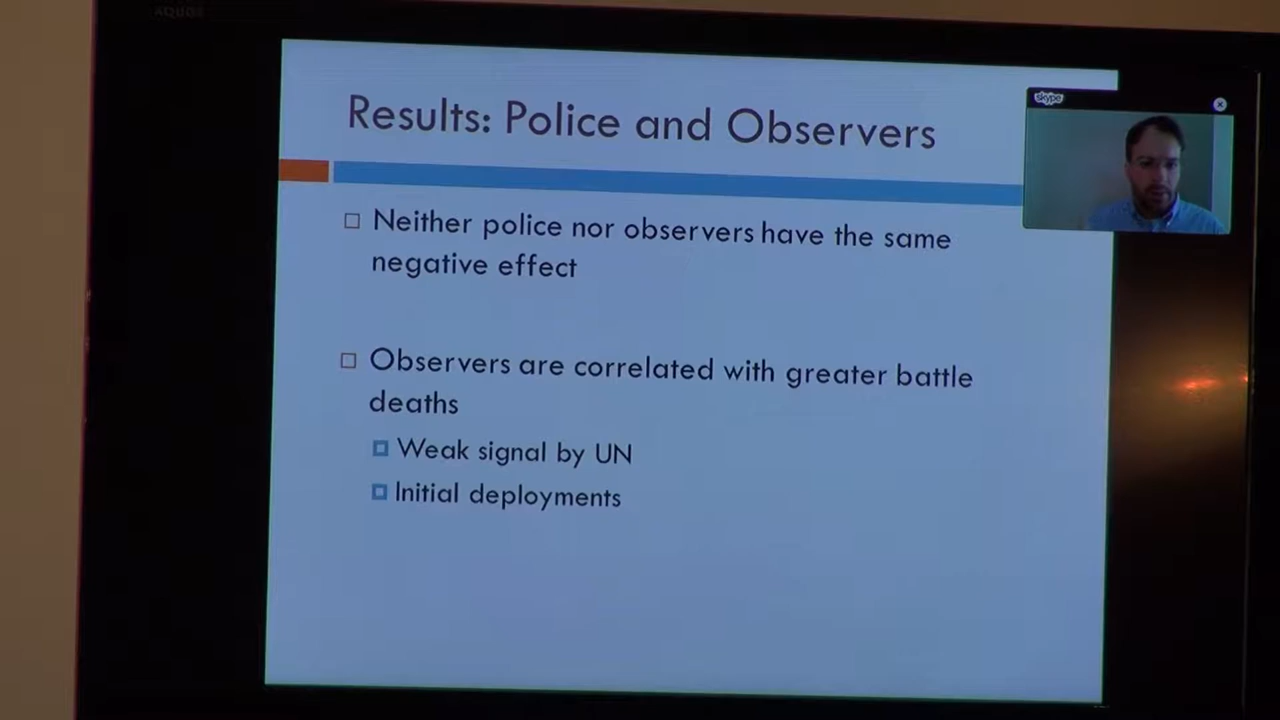 AQUOS
Results: Police and Observers
skype
Neither police nor observers have the same
negative effect
Observers are correlated with greater battle
deaths
Weak signal by UN
Initial deployments